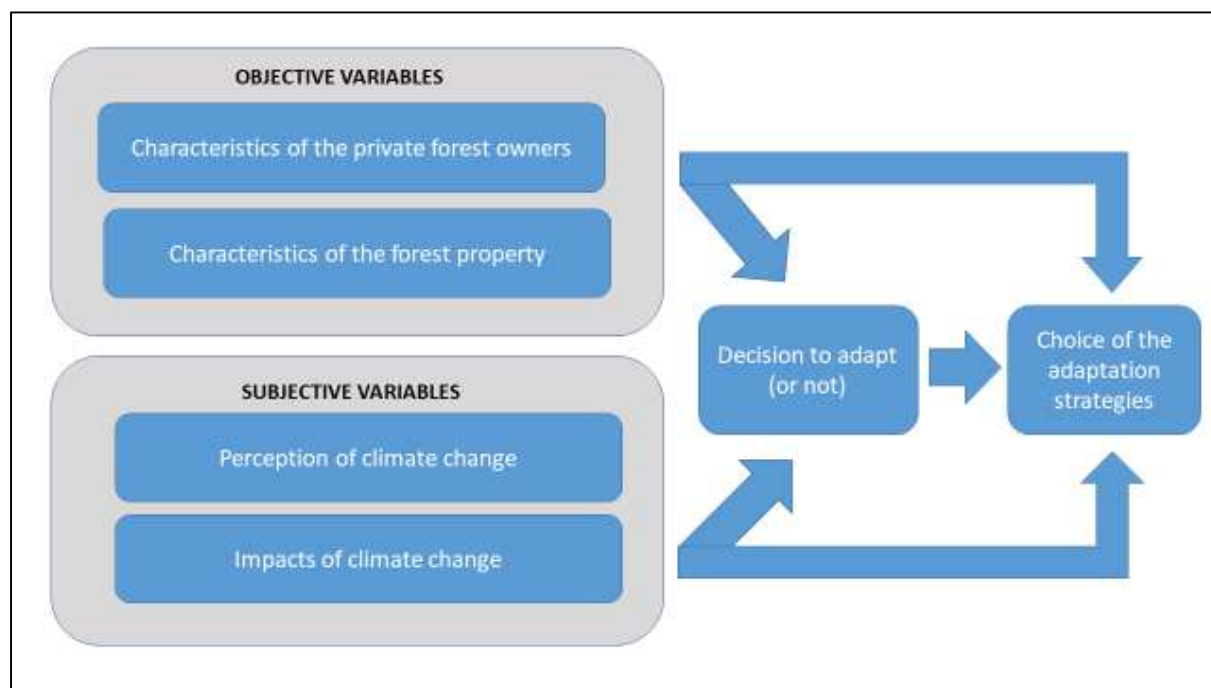 OBJECTIVE VARIABLES
Characteristics of the private forest owners
Characteristics of the forest property
SUBJECTIVE VARIABLES
Perception of climate change
Impacts of climate change
Decision to adapt
(or not)
Choice of the
adaptation
strategies